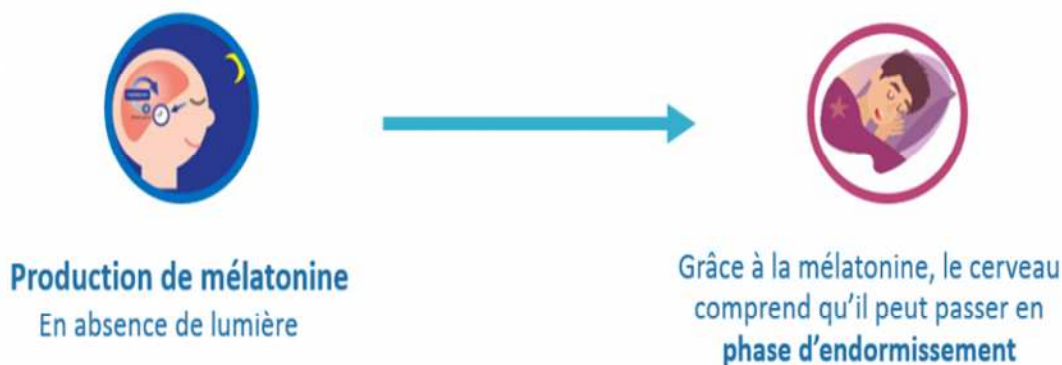 Production de mélatonine
En absence de lumière
Grâce à la mélatonine, le cerveau
comprend qu'il peut passer en
phase d'endormissement